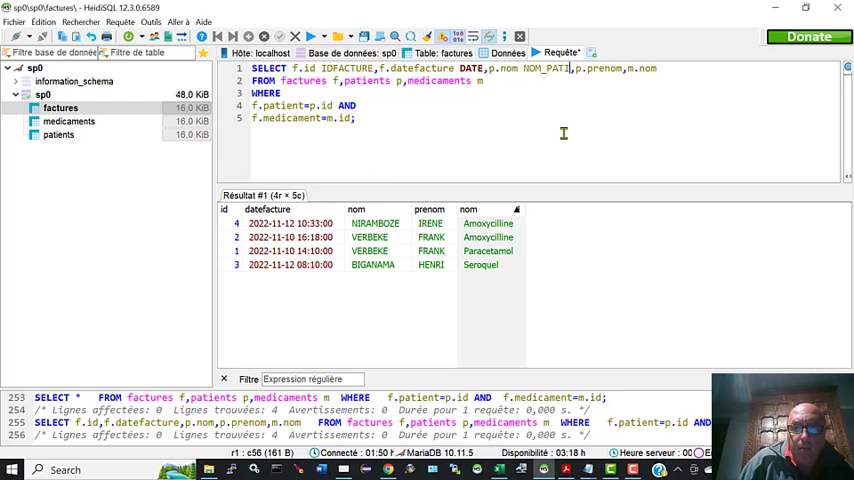 sp0\sp0\factures\ - HeidiSQL 12.3.0.6589
Fichier Édition Rechercher Requête Outils Aller à Aide
Donate
Filtre base de donnée Filtre de table
Hôte: localhost Base de données: sp0 Table: factures Données Requête*
sp0
information_schema
sp0 48,0 KiB
factures 16,0 KiB
medicaments 16,0 KiB
patients 16,0 KiB
1 SELECT f.id IDFACTURE,f.datefacture DATE,p.nom NOM_PATI,p.prenom,m.nom
2 FROM factures f,patients p,medicaments m
3 WHERE
4 f.patient=p.id AND
5 f.medicament=m.id;
Résultat #1 (4r × 5c)
id datefacture nom prenom nom
4 2022-11-12 10:33:00 NIRAMBOZE IRENE Amoxycilline
2 2022-11-10 16:18:00 VERBEKE FRANK Amoxycilline
1 2022-11-10 14:10:00 VERBEKE FRANK Paracetamol
3 2022-11-12 08:10:00 BIGANAMA HENRI Seroquel
Filtre Expression régulière
253 SELECT * FROM factures f,patients p,medicaments m WHERE f.patient=p.id AND f.medicament=m.id;
254 /* Lignes affectées: 0 Lignes trouvées: 4 Avertissements: 0 Durée pour 1 requête: 0,000 s. */
255 SELECT f.id,f.datefacture,p.nom,p.prenom,m.nom FROM factures f,patients p,medicaments m WHERE f.patient=p.id AND
256 /* Lignes affectées: 0 Lignes trouvées: 4 Avertissements: 0 Durée pour 1 requête: 0,000 s. */
r1 : c56 (161 B) Connecté : 01:50 h MariaDB 10.11.5 Disponibilité : 03:18 h Heure serveur : 00
Search